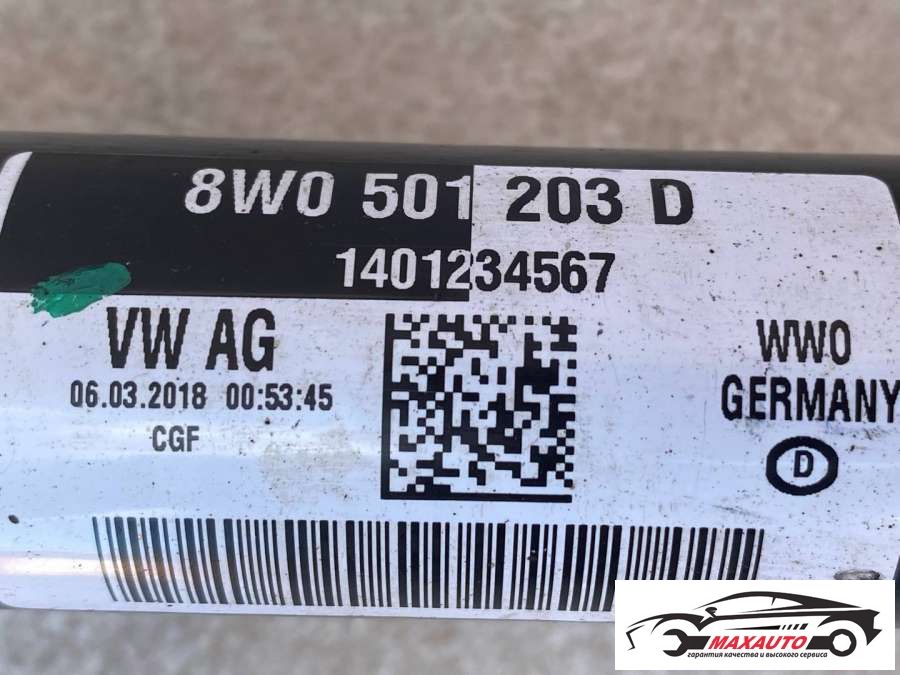 8W0 501 203 D
1401234567
VW AG
06.03.2018 00:53:45
CGF
WWO
GERMANY
D
MAXAUTO
гарантия качества и высокого сервиса